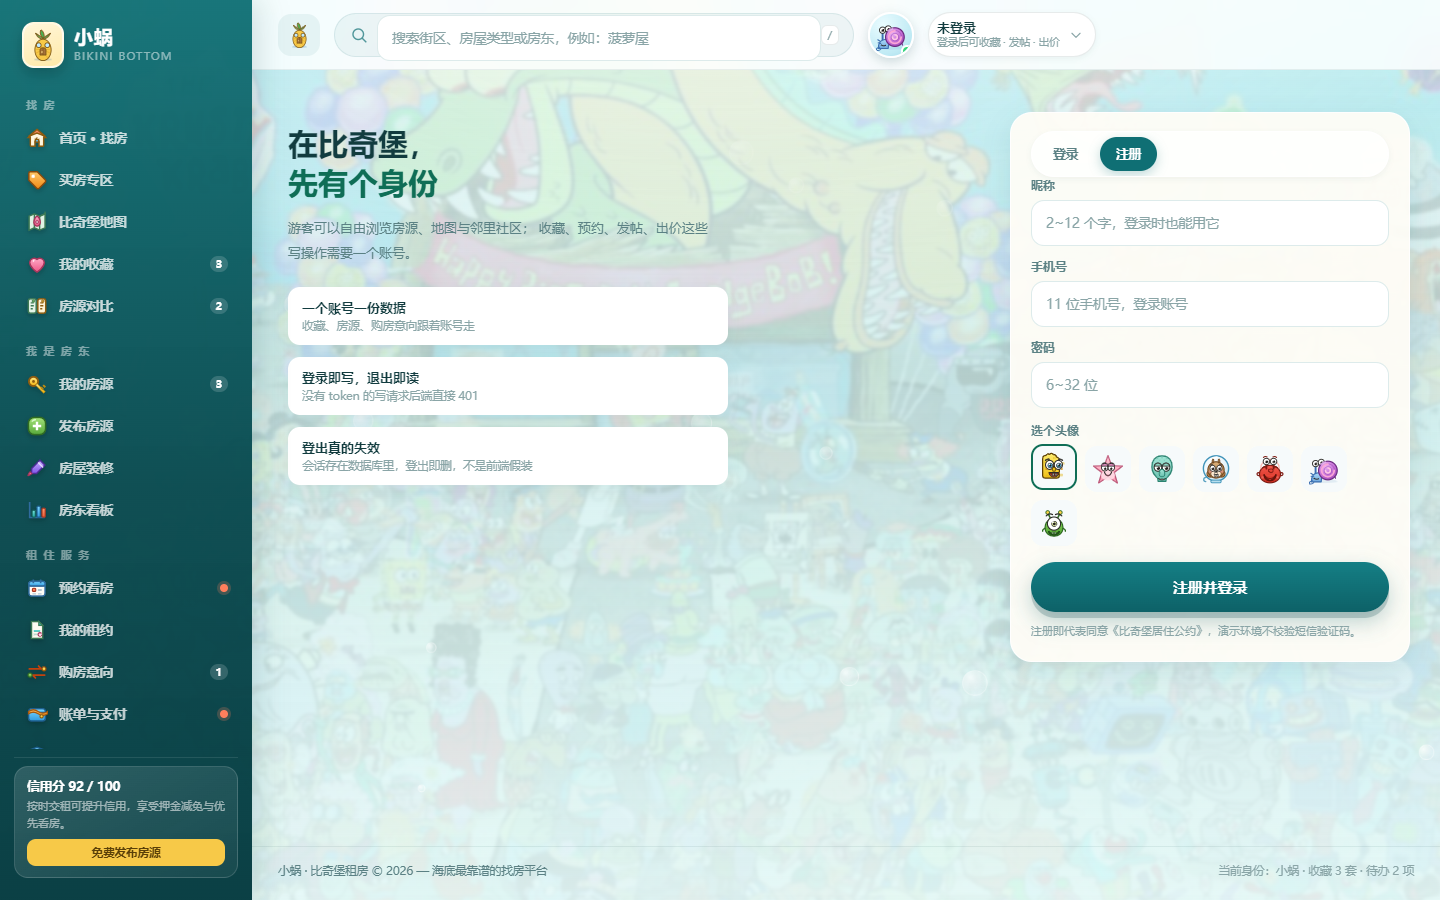 小蜗
BIKINI BOTTOM
找房
首页 • 找房
买房专区
比奇堡地图
我的收藏
3
房源对比
2
我是房东
我的房源
3
发布房源
房屋装修
房东看板
租住服务
预约看房
我的租约
购房意向
1
账单与支付
信用分 92 / 100
按时交租可提升信用，享受押金减免与优
先看房。
免费发布房源
搜索街区、房屋类型或房东，例如：菠萝屋
/
未登录
登录后可收藏 · 发帖 · 出价
在比奇堡，
先有个身份
游客可以自由浏览房源、地图与邻里社区； 收藏、预约、发帖、出价这些
写操作需要一个账号。
一个账号一份数据
收藏、房源、购房意向跟着账号走
登录即写，退出即读
没有 token 的写请求后端直接 401
登出真的失效
会话存在数据库里，登出即删，不是前端假装
登录
注册
昵称
2~12 个字，登录时也能用它
手机号
11 位手机号，登录账号
密码
6~32 位
选个头像
注册并登录
注册即代表同意《比奇堡居住公约》，演示环境不校验短信验证码。
小蜗 · 比奇堡租房 © 2026 — 海底最靠谱的找房平台
当前身份：小蜗 · 收藏 3 套 · 待办 2 项